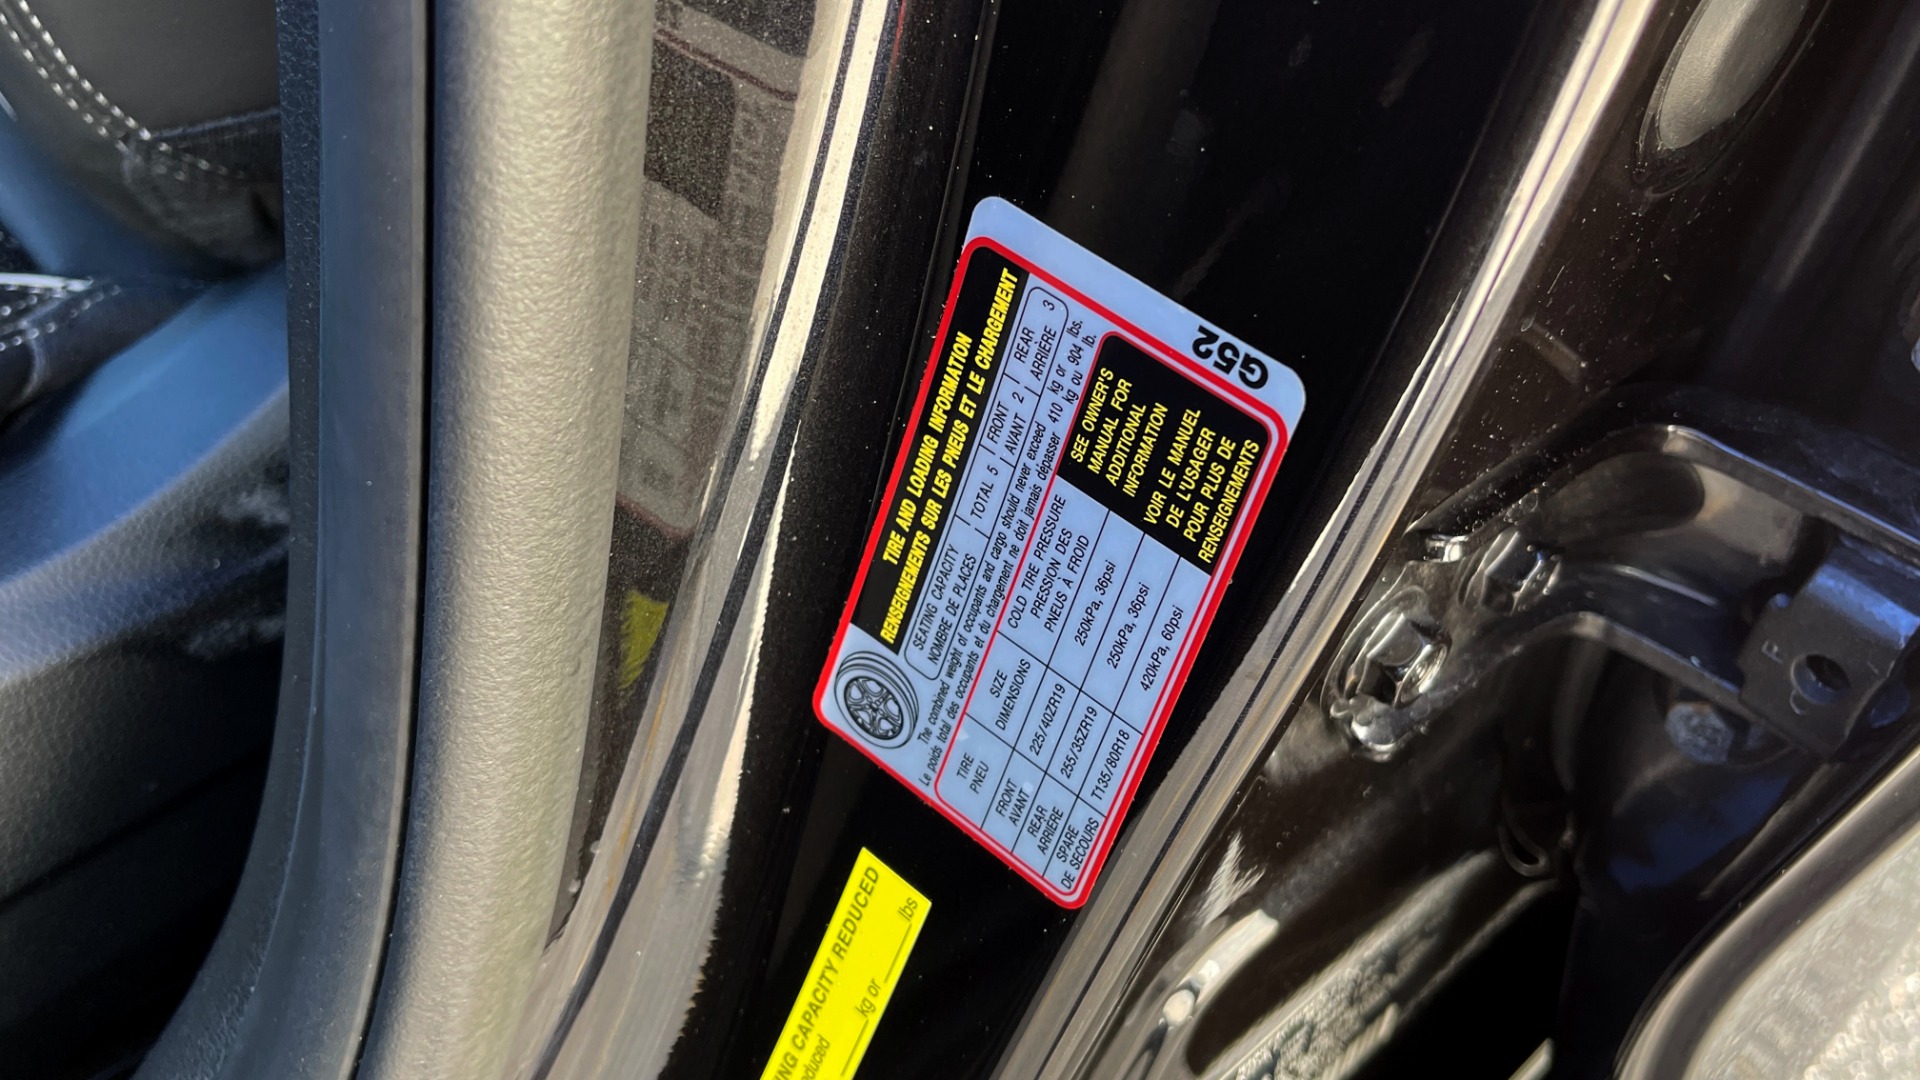 TIRE AND LOADING INFORMATION
RENSEIGNEMENTS SUR LES PNEUS ET LE CHARGEMENT
SEATING CAPACITY
NOMBRE DE PLACES
TOTAL 5
FRONT
AVANT 2
REAR
ARRIÈRE 3
The combined weight of occupants and cargo should never exceed 410 kg or 904 lbs.
Le poids total des occupants et du chargement ne doit jamais dépasser 410 kg ou 904 lb.
TIRE
PNEU
SIZE
DIMENSIONS
COLD TIRE PRESSURE
PRESSION DES
PNEUS À FROID
FRONT
AVANT
225/40ZR19
250kPa, 36psi
REAR
ARRIÈRE
255/35ZR19
250kPa, 36psi
SPARE
DE SECOURS
T135/80R18
420kPa, 60psi
SEE OWNER'S
MANUAL FOR
ADDITIONAL
INFORMATION
VOIR LE MANUEL
DE L'USAGER
POUR PLUS DE
RENSEIGNEMENTS
G52
CAPACITY REDUCED
kg or lbs